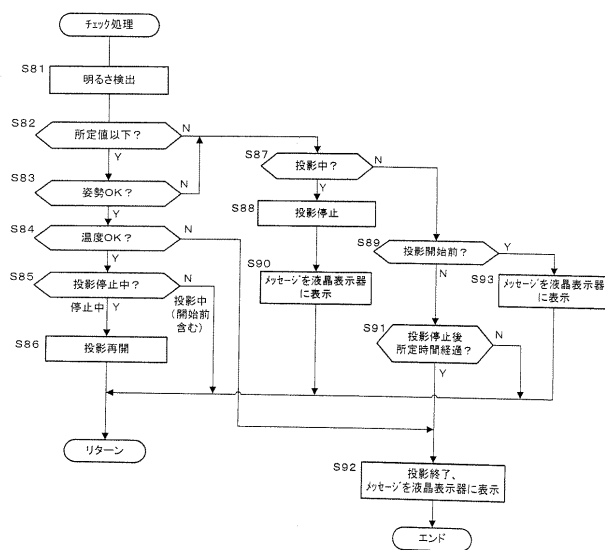 チェック処理
S81
明るさ検出
S82
所定値以下?
N
Y
S83
姿勢OK?
N
Y
S84
温度OK?
N
Y
S85
投影停止中?
N
停止中
Y
投影中
(開始前
含む)
S86
投影再開
リターン
S87
投影中?
N
Y
S88
投影停止
S90
メッセージを液晶表示器
に表示
S89
投影開始前?
Y
N
S93
メッセージを液晶表示器
に表示
S91
投影停止後
所定時間経過?
N
Y
S92
投影終了、
メッセージを液晶表示器に表示
エンド